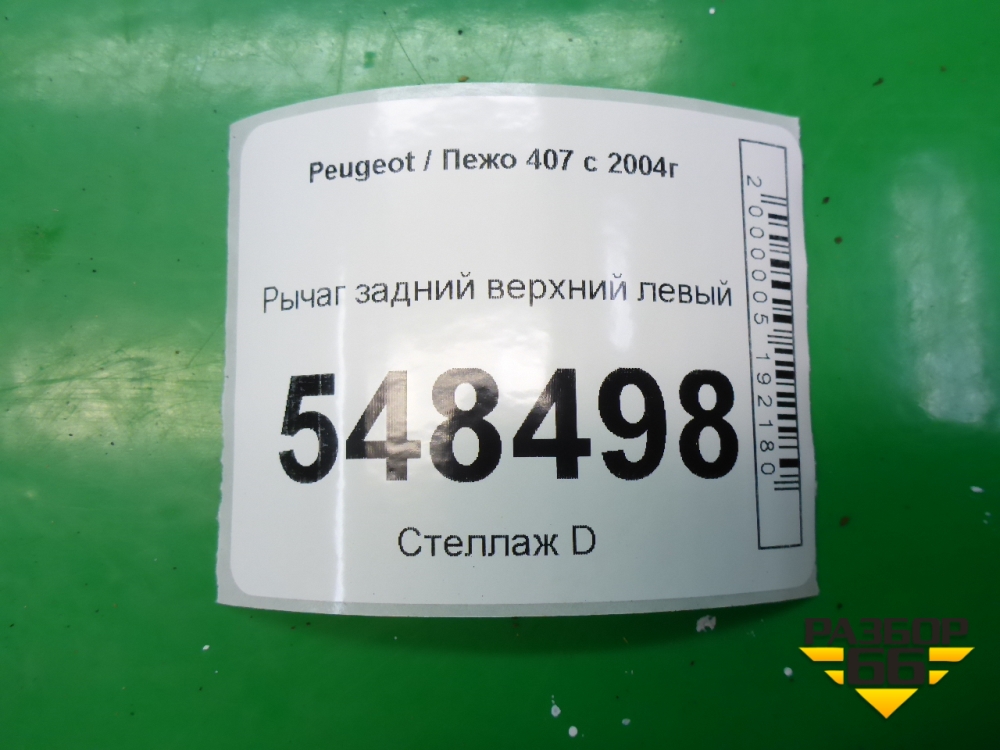 Peugeot / Пежо 407 с 2004г
Рычаг задний верхний левый
548498
Стеллаж D
2000005192180
РАЗБОР
66